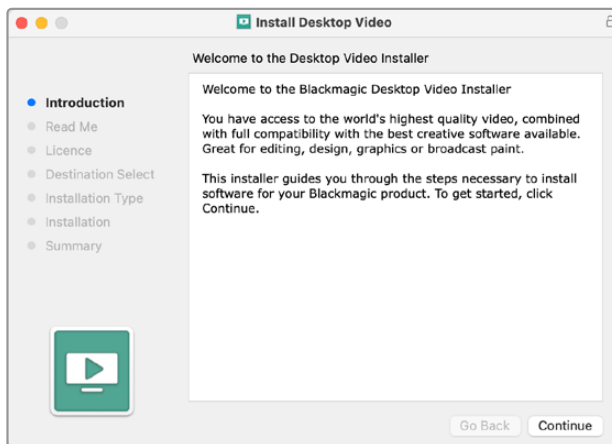 Install Desktop Video
Welcome to the Desktop Video Installer
Introduction
Read Me
Licence
Destination Select
Installation Type
Installation
Summary
Welcome to the Blackmagic Desktop Video Installer
You have access to the world's highest quality video, combined
with full compatibility with the best creative software available.
Great for editing, design, graphics or broadcast paint.
This installer guides you through the steps necessary to install
software for your Blackmagic product. To get started, click
Continue.
Go Back
Continue